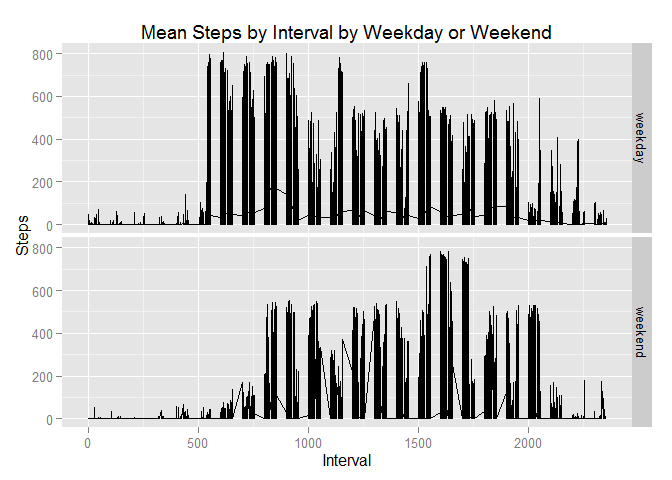 Mean Steps by Interval by Weekday or Weekend
Steps
800
600
400
200
0
weekday
800
600
400
200
0
weekend
0 500 1000 1500 2000
Interval